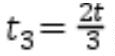 t₃ = 2t/3